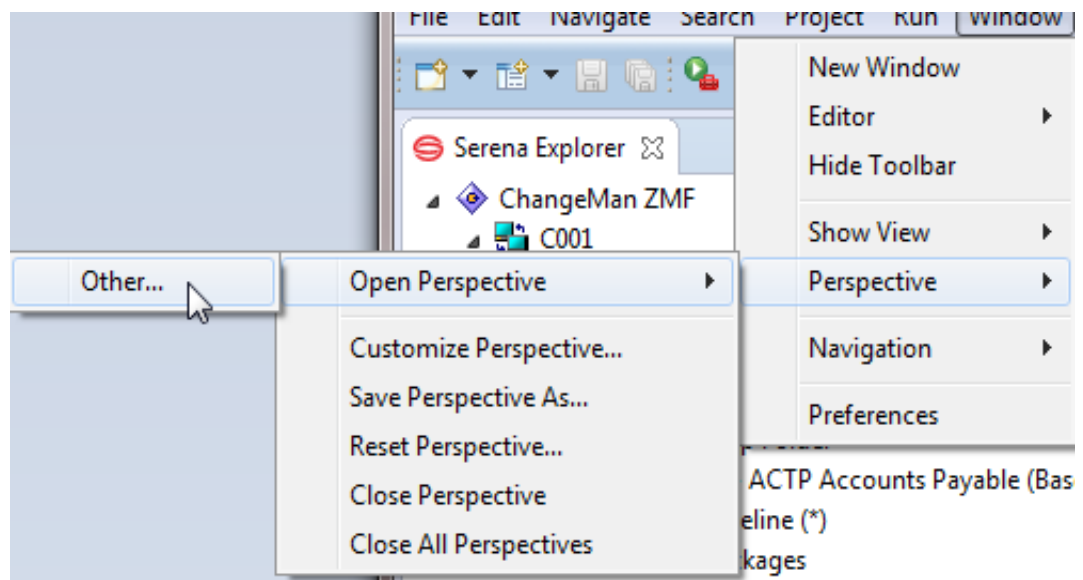 File Edit Navigate Search Project Run Window
New Window
Editor
Hide Toolbar
Serena Explorer
ChangeMan ZMF
C001
Show View
Other...
Open Perspective
Perspective
Customize Perspective...
Navigation
Save Perspective As...
Preferences
Reset Perspective...
ACTP Accounts Payable (Bas
Close Perspective
eline (*)
Close All Perspectives
kages